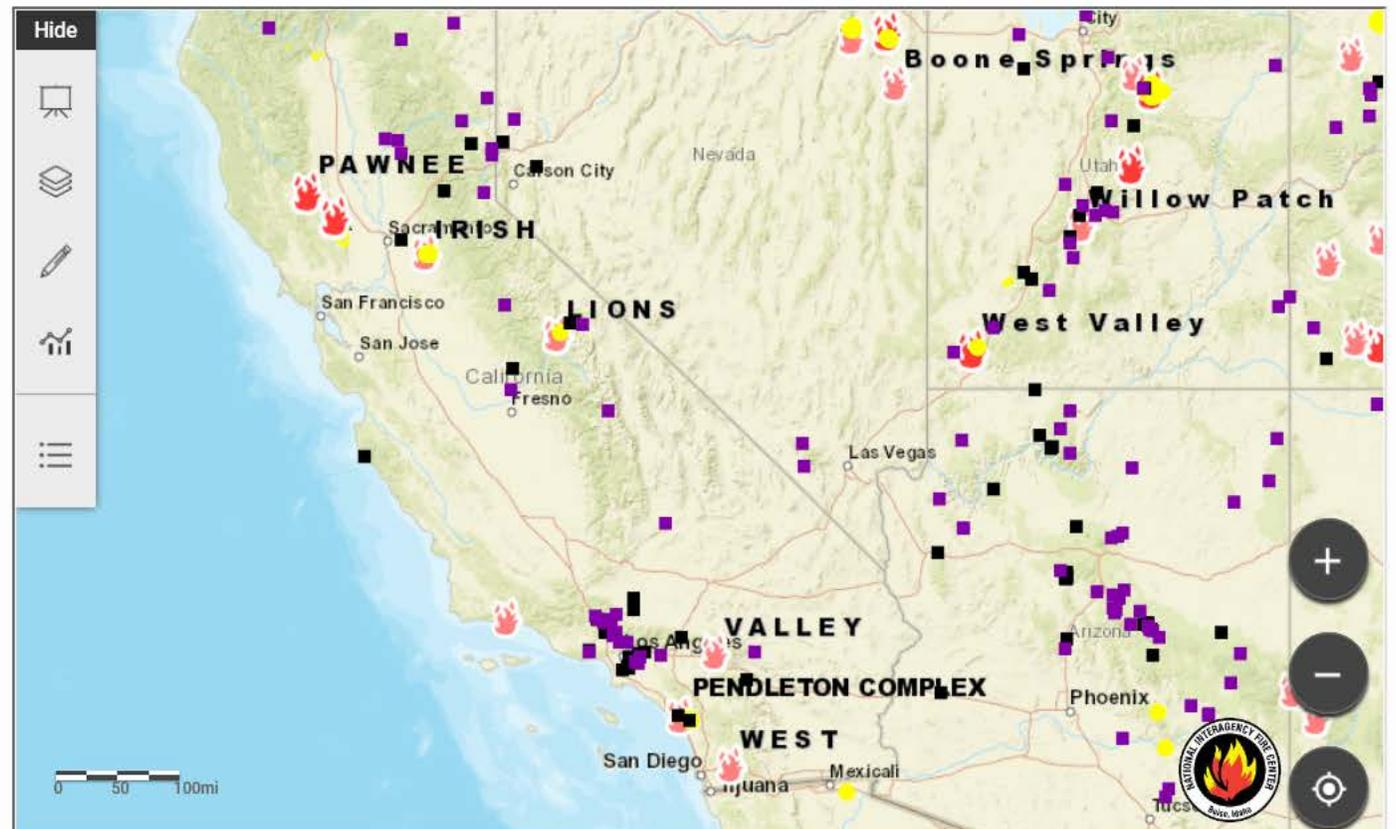 Hide
City
Boone Springs
Nevada
PAWNEE
Carson City
Utah
Willow Patch
Sacramento
IRISH
San Francisco
LIONS
West Valley
San Jose
California
Fresno
Las Vegas
VALLEY
Los Angeles
Arizona
PENDLETON COMPLEX
Phoenix
WEST
San Diego
Mexicali
Tijuana
0 50 100mi
NATIONAL INTERAGENCY FIRE CENTER
Boise, Idaho
Tucs
+
−